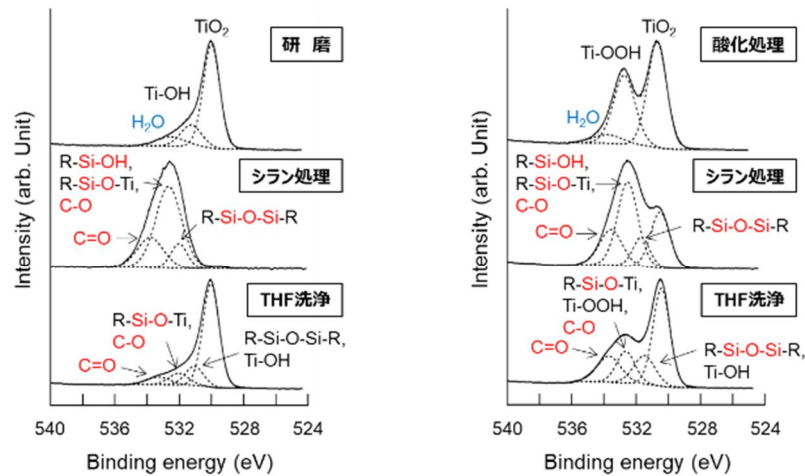 TiO2
研 磨
Ti-OH
H2O
R-Si-OH,
R-Si-O-Ti,
C-O
シラン処理
C=O
R-Si-O-Si-R
THF洗浄
R-Si-O-Ti,
C-O
C=O
R-Si-O-Si-R,
Ti-OH
Intensity (arb. Unit)
540 536 532 528 524
Binding energy (eV)
TiO2
酸化処理
Ti-OOH
H2O
R-Si-OH,
R-Si-O-Ti,
C-O
シラン処理
C=O
R-Si-O-Si-R
THF洗浄
R-Si-O-Ti,
Ti-OOH,
C-O
C=O
R-Si-O-Si-R,
Ti-OH
Intensity (arb. Unit)
540 536 532 528 524
Binding energy (eV)